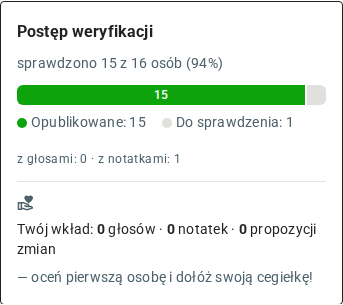 Postęp weryfikacji
sprawdzono 15 z 16 osób (94%)
15
Opublikowane: 15 Do sprawdzenia: 1
z głosami: 0 · z notatkami: 1
Twój wkład: 0 głosów · 0 notatek · 0 propozycji
zmian
— oceń pierwszą osobę i dołóż swoją cegiełkę!